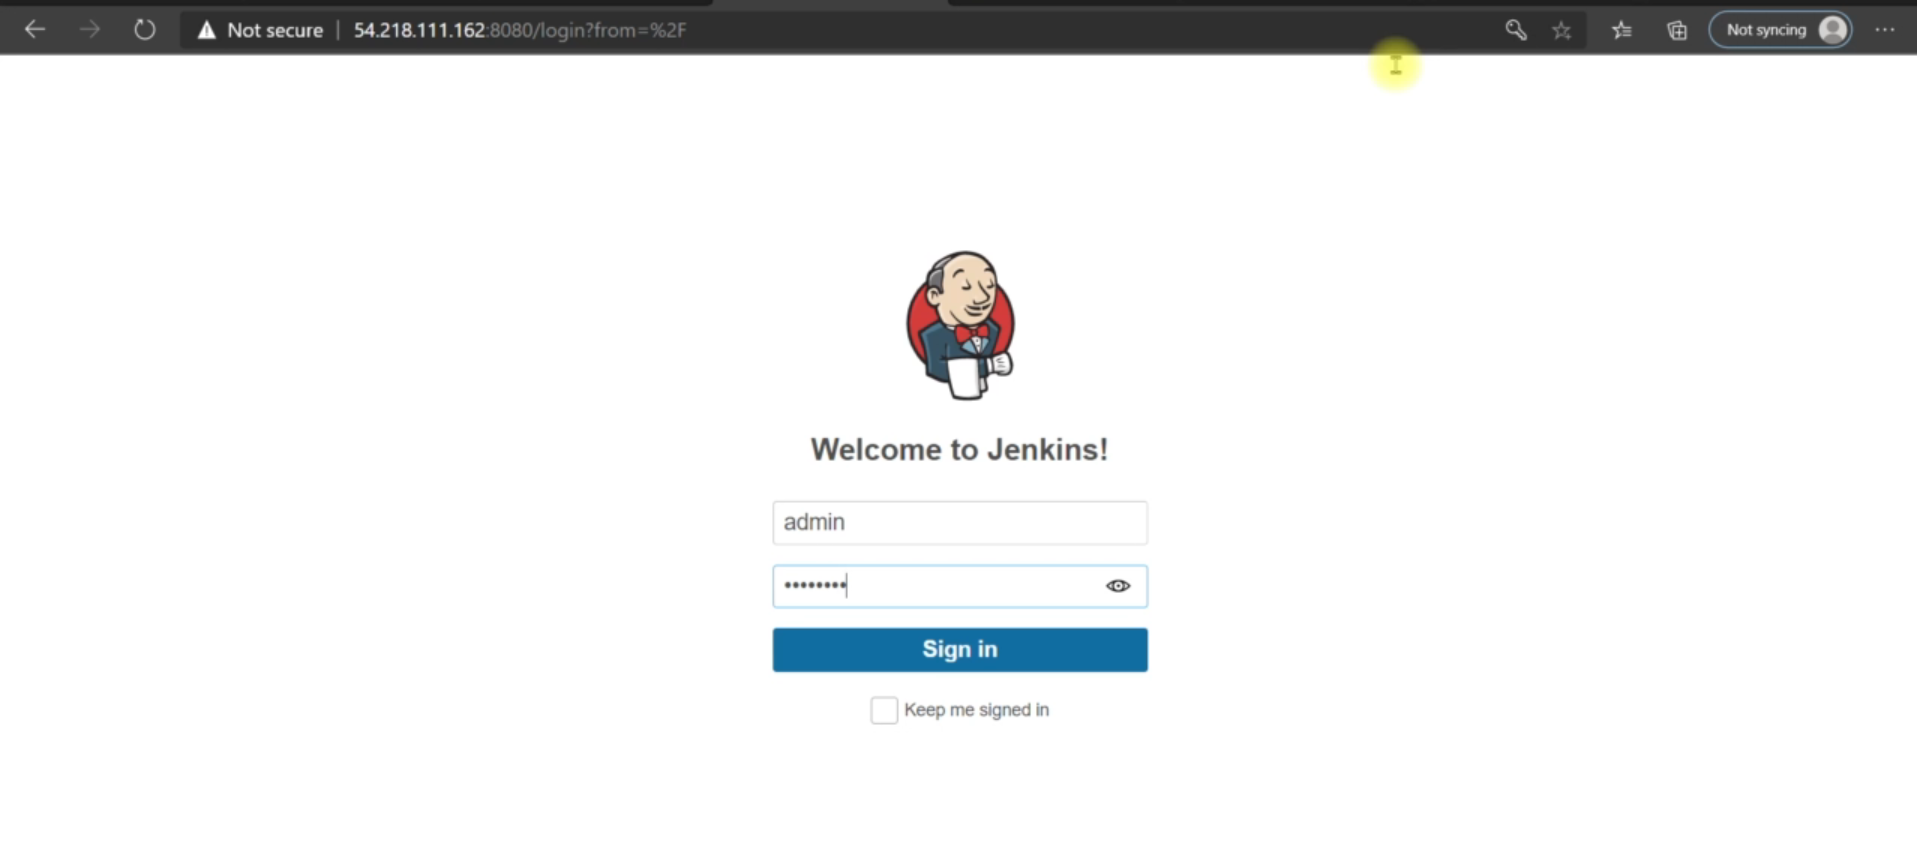 Not secure | 54.218.111.162:8080/login?from=%2F
Not syncing
Welcome to Jenkins!
admin
••••••••
Sign in
Keep me signed in